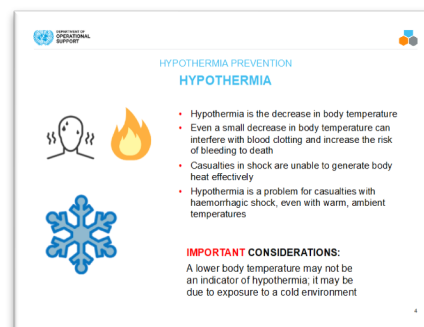 DEPARTMENT OF
OPERATIONAL
SUPPORT
HYPOTHERMIA PREVENTION
HYPOTHERMIA
• Hypothermia is the decrease in body temperature
• Even a small decrease in body temperature can
interfere with blood clotting and increase the risk
of bleeding to death
• Casualties in shock are unable to generate body
heat effectively
• Hypothermia is a problem for casualties with
haemorrhagic shock, even with warm, ambient
temperatures
IMPORTANT CONSIDERATIONS:
A lower body temperature may not be
an indicator of hypothermia; it may be
due to exposure to a cold environment
4